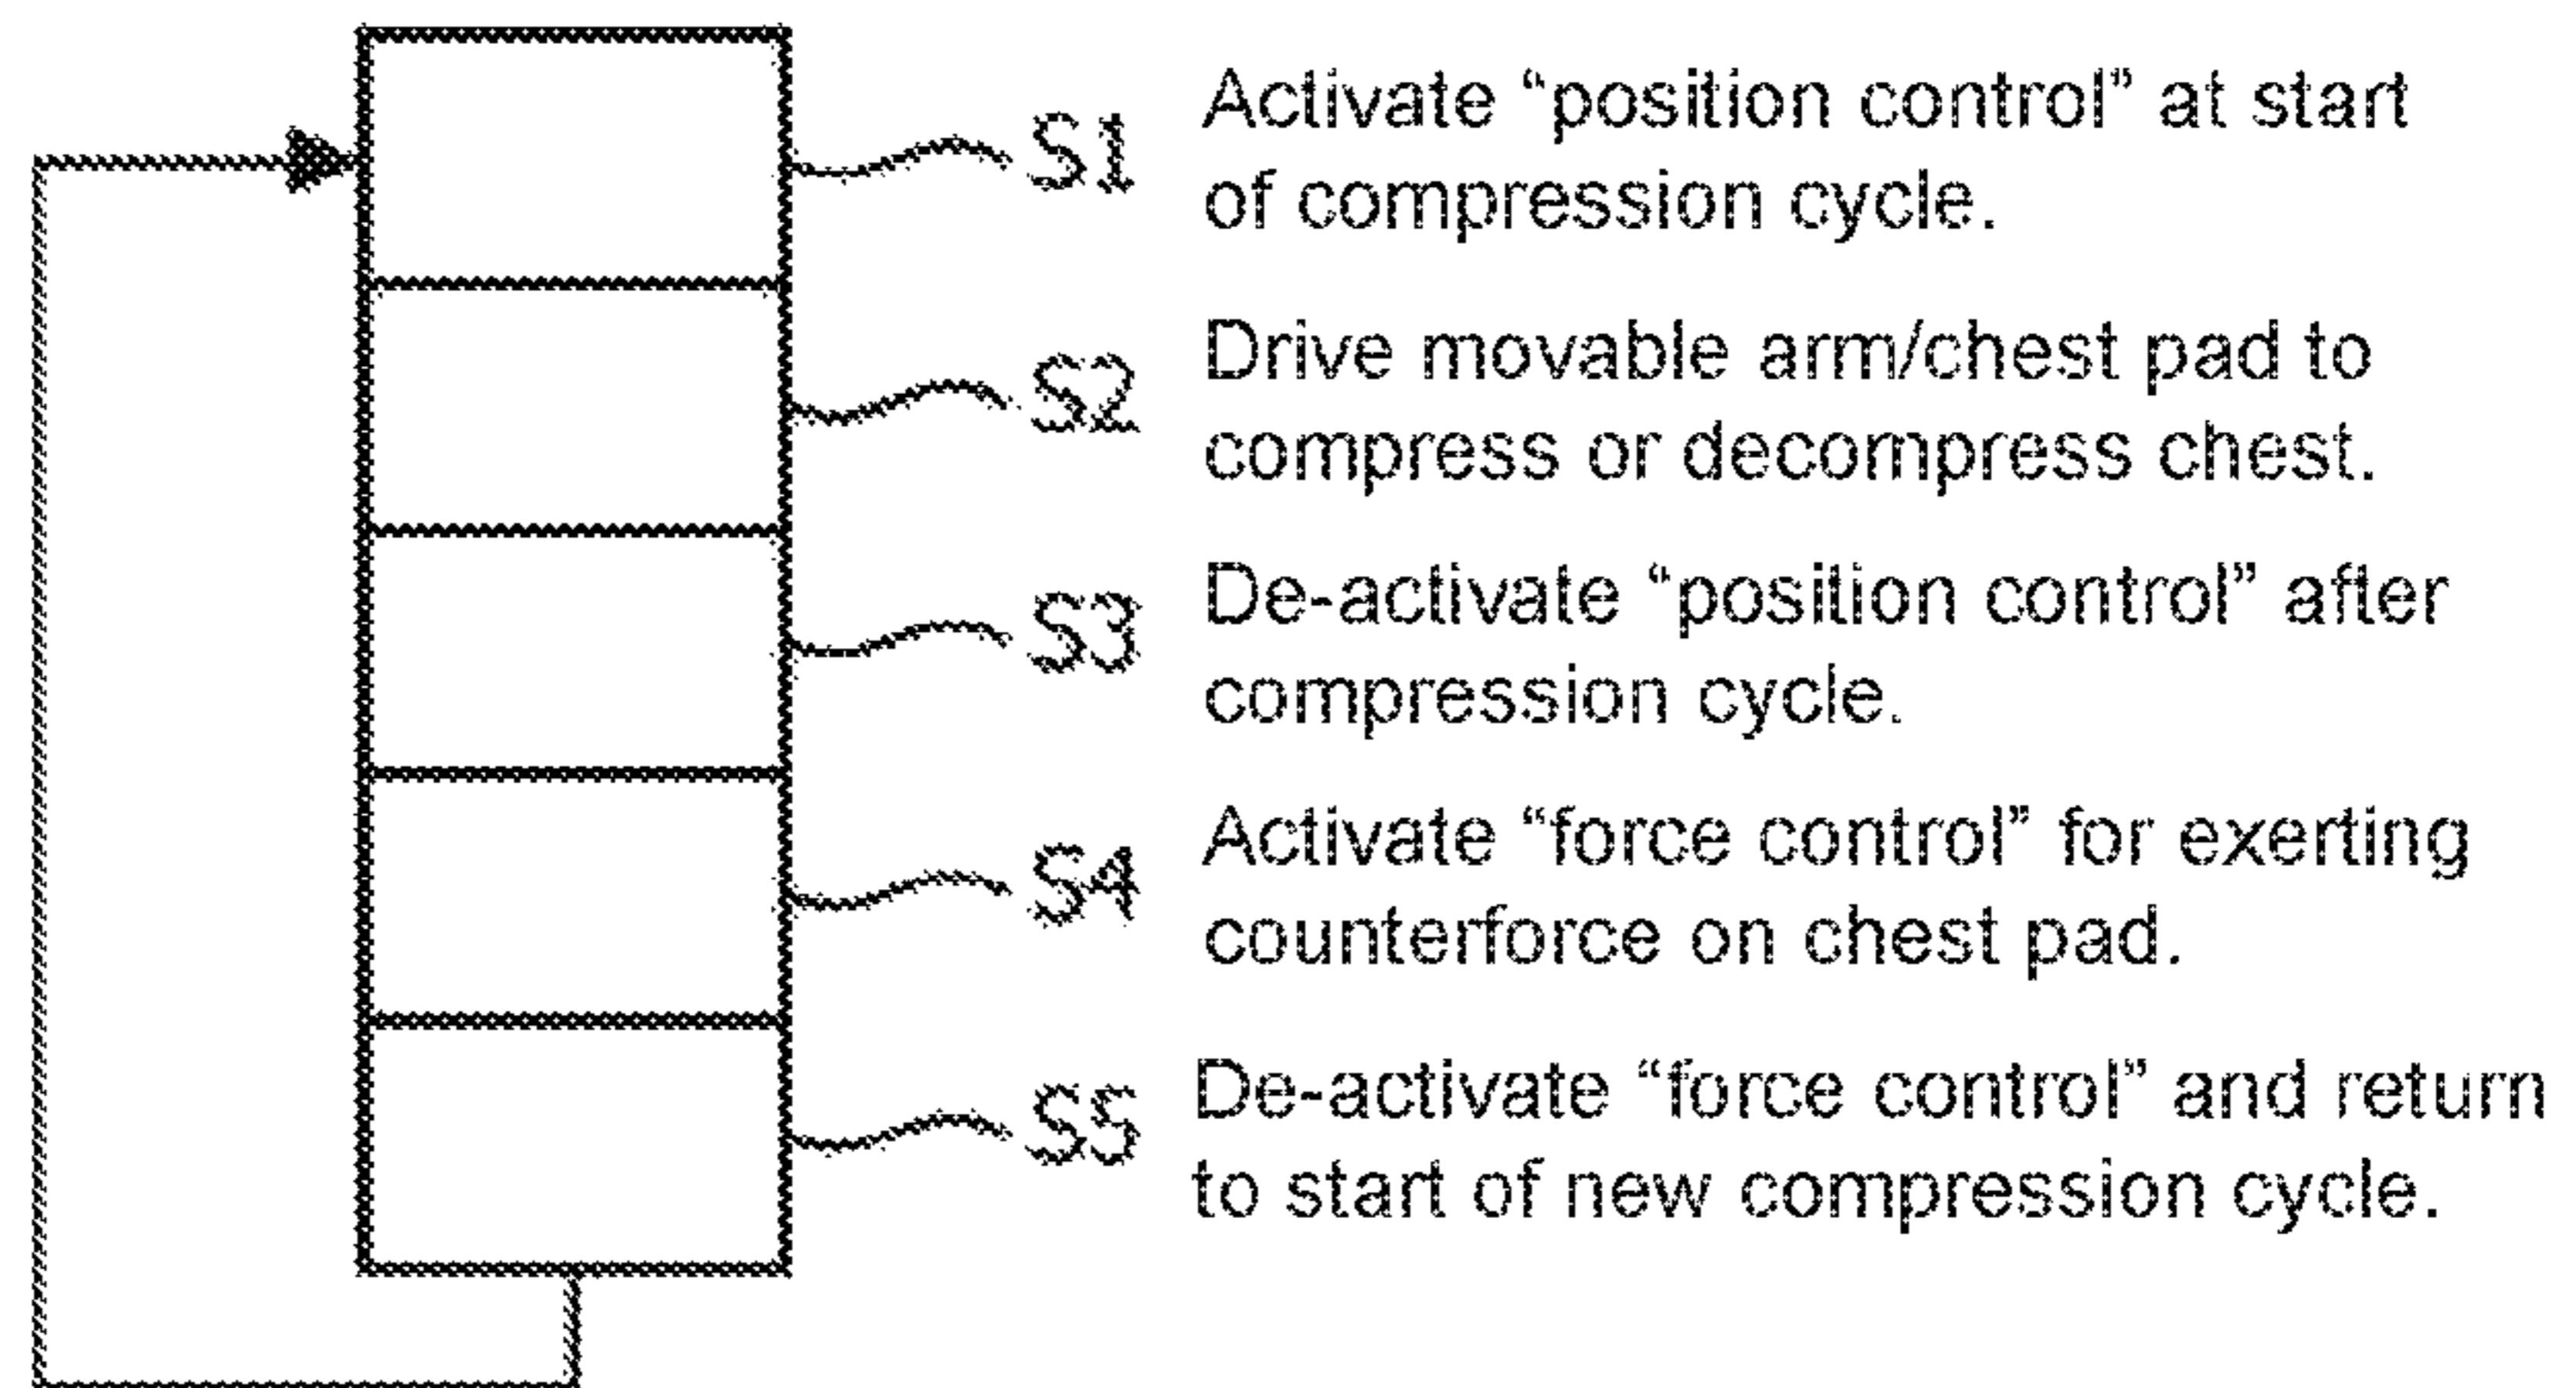 S1 Activate “position control” at start
of compression cycle.
S2 Drive movable arm/chest pad to
compress or decompress chest.
S3 De-activate “position control” after
compression cycle.
S4 Activate “force control” for exerting
counterforce on chest pad.
S5 De-activate “force control” and return
to start of new compression cycle.